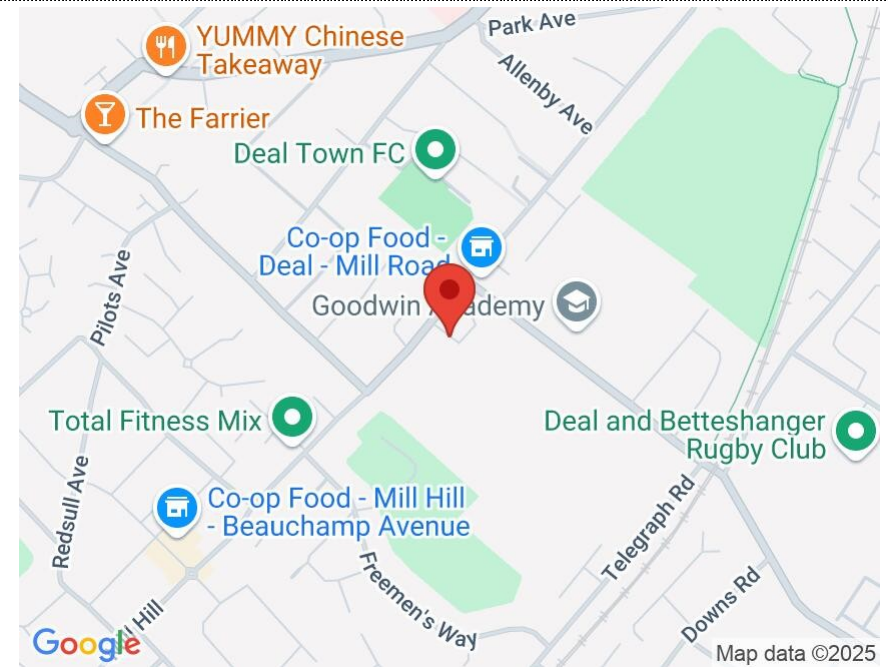 Park Ave
YUMMY Chinese
Takeaway
Allenby Ave
The Farrier
Deal Town FC
Co-op Food -
Deal - Mill Road
Goodwin Academy
Pilots Ave
Total Fitness Mix
Deal and Betteshanger
Rugby Club
Redsull Ave
Co-op Food - Mill Hill
- Beauchamp Avenue
Telegraph Rd
Freemen's Way
Downs Rd
Hill
Google
Map data ©2025